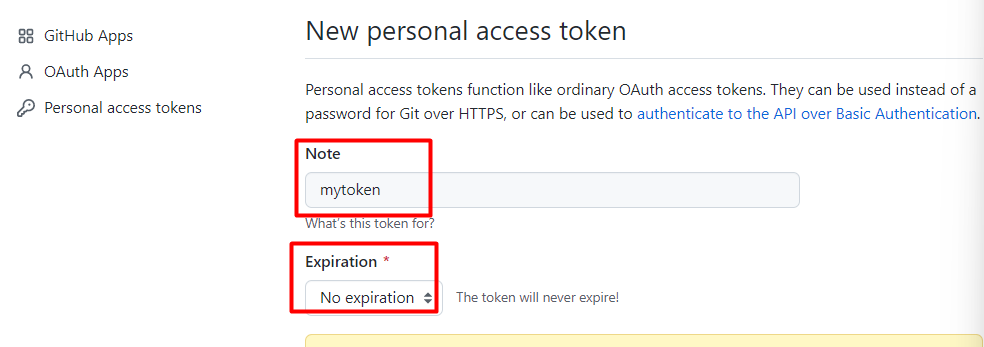 New personal access token
GitHub Apps
OAuth Apps
Personal access tokens
Personal access tokens function like ordinary OAuth access tokens. They can be used instead of a
password for Git over HTTPS, or can be used to authenticate to the API over Basic Authentication.
Note
mytoken
What's this token for?
Expiration *
No expiration
The token will never expire!